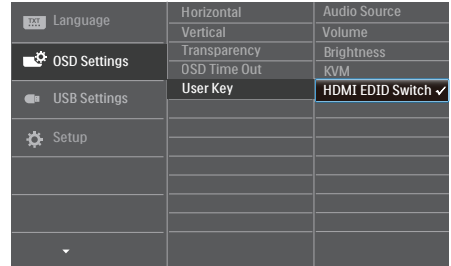 TXT
Language
OSD Settings
USB Settings
Setup
Horizontal
Vertical
Transparency
OSD Time Out
User Key
Audio Source
Volume
Brightness
KVM
HDMI EDID Switch ✓